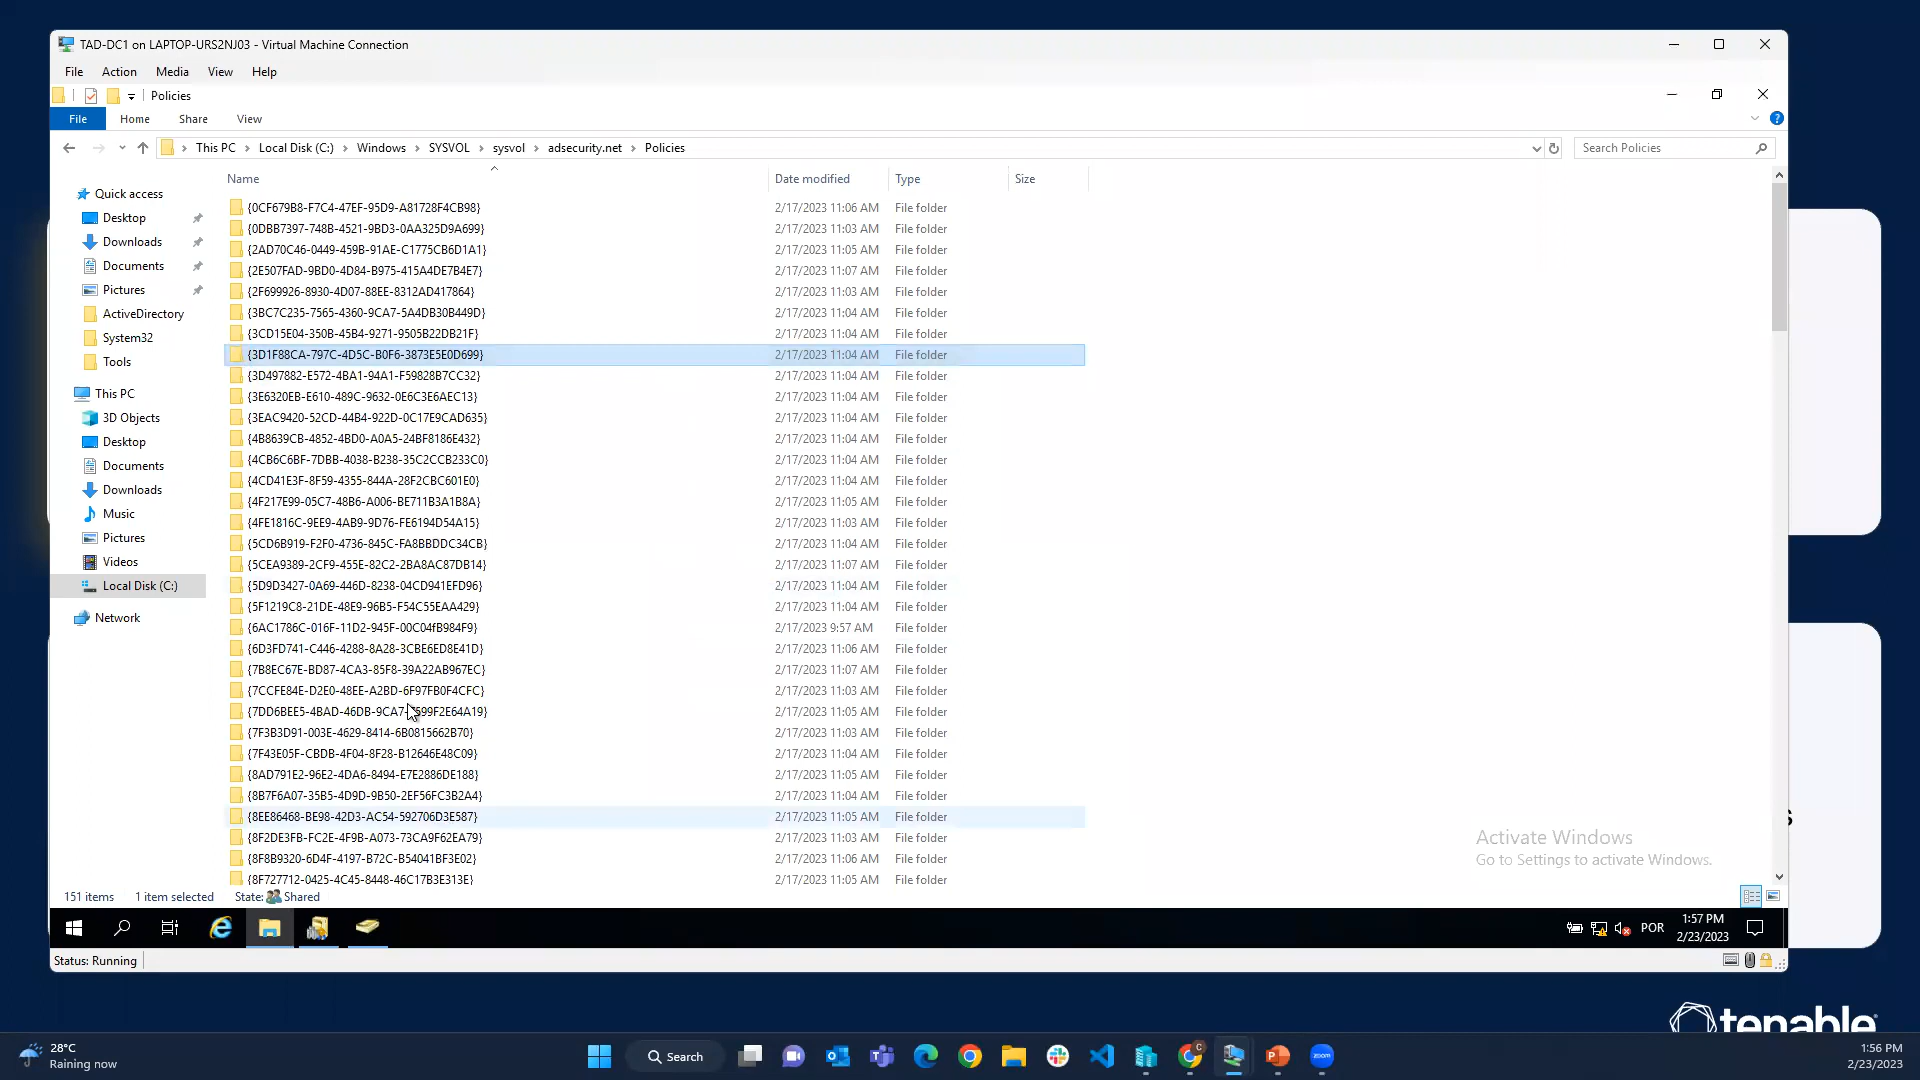 TAD-DC1 on LAPTOP-URS2NJ03 - Virtual Machine Connection
File Action Media View Help
Policies
File Home Share View
This PC Local Disk (C:) Windows SYSVOL sysvol adsecurity.net Policies
Search Policies
Name Date modified Type Size
Quick access
Desktop
Downloads
Documents
Pictures
ActiveDirectory
System32
Tools
This PC
3D Objects
Desktop
Documents
Downloads
Music
Pictures
Videos
Local Disk (C:)
Network
{0CF679B8-F7C4-47EF-95D9-A81728F4CB98} 2/17/2023 11:06 AM File folder
{0DBB7397-748B-4521-9BD3-0AA325D9A699} 2/17/2023 11:03 AM File folder
{2AD70C46-0449-459B-91AE-C1775CB6D1A1} 2/17/2023 11:05 AM File folder
{2E507FAD-9BD0-4D84-B975-415A4DE7B4E7} 2/17/2023 11:07 AM File folder
{2F699926-8930-4D07-88EE-8312AD417864} 2/17/2023 11:03 AM File folder
{3BC7C235-7565-4360-9CA7-5A4DB30B449D} 2/17/2023 11:04 AM File folder
{3CD15E04-350B-45B4-9271-9505B22DB21F} 2/17/2023 11:04 AM File folder
{3D1F88CA-797C-4D5C-B0F6-3873E5E0D699} 2/17/2023 11:04 AM File folder
{3D497882-E572-4BA1-94A1-F59828B7CC32} 2/17/2023 11:04 AM File folder
{3E6320EB-E610-489C-9632-0E6C3E6AEC13} 2/17/2023 11:04 AM File folder
{3EAC9420-52CD-44B4-922D-0C17E9CAD635} 2/17/2023 11:04 AM File folder
{4B8639CB-4852-4BD0-A0A5-24BF8186E432} 2/17/2023 11:04 AM File folder
{4CB6C6BF-7DBB-4038-B238-35C2CCB233C0} 2/17/2023 11:04 AM File folder
{4CD41E3F-8F59-4355-844A-28F2CBC601E0} 2/17/2023 11:04 AM File folder
{4F217E99-05C7-48B6-A006-BE711B3A1B8A} 2/17/2023 11:05 AM File folder
{4FE1816C-9EE9-4AB9-9D76-FE6194D54A15} 2/17/2023 11:03 AM File folder
{5CD6B919-F2F0-4736-845C-FA8BBDDC34CB} 2/17/2023 11:04 AM File folder
{5CEA9389-2CF9-455E-82C2-2BA8AC87DB14} 2/17/2023 11:07 AM File folder
{5D9D3427-0A69-446D-8238-04CD941EFD96} 2/17/2023 11:04 AM File folder
{5F1219C8-21DE-48E9-96B5-F54C55EAA429} 2/17/2023 11:04 AM File folder
{6AC1786C-016F-11D2-945F-00C04fB984F9} 2/17/2023 9:57 AM File folder
{6D3FD741-C446-4288-8A28-3CBE6ED8E41D} 2/17/2023 11:06 AM File folder
{7B8EC67E-BD87-4CA3-85F8-39A22AB967EC} 2/17/2023 11:07 AM File folder
{7CCFE84E-D2E0-48EE-A2BD-6F97FB0F4CFC} 2/17/2023 11:03 AM File folder
2/17/2023 11:05 AM File folder
{7F3B3D91-003E-4629-8414-6B0815662B70} 2/17/2023 11:03 AM File folder
{7F43E05F-CBDB-4F04-8F28-B12646E48C09} 2/17/2023 11:04 AM File folder
{8AD791E2-96E2-4DA6-8494-E7E2886DE188} 2/17/2023 11:05 AM File folder
{8B7F6A07-35B5-4D9D-9B50-2EF56FC3B2A4} 2/17/2023 11:04 AM File folder
{8EE86468-BE98-42D3-AC54-592706D3E587} 2/17/2023 11:05 AM File folder
{8F2DE3FB-FC2E-4F9B-A073-73CA9F62EA79} 2/17/2023 11:03 AM File folder
{8F8B9320-6D4F-4197-B72C-B54041BF3E02} 2/17/2023 11:06 AM File folder
{8F727712-0425-4C45-8448-46C17B3E313E} 2/17/2023 11:05 AM File folder
Activate Windows
Go to Settings to activate Windows.
151 items 1 item selected State: Shared
POR
1:57 PM
2/23/2023
Status: Running
tenable
28°C
Raining now
Search
zoom
1:56 PM
2/23/2023